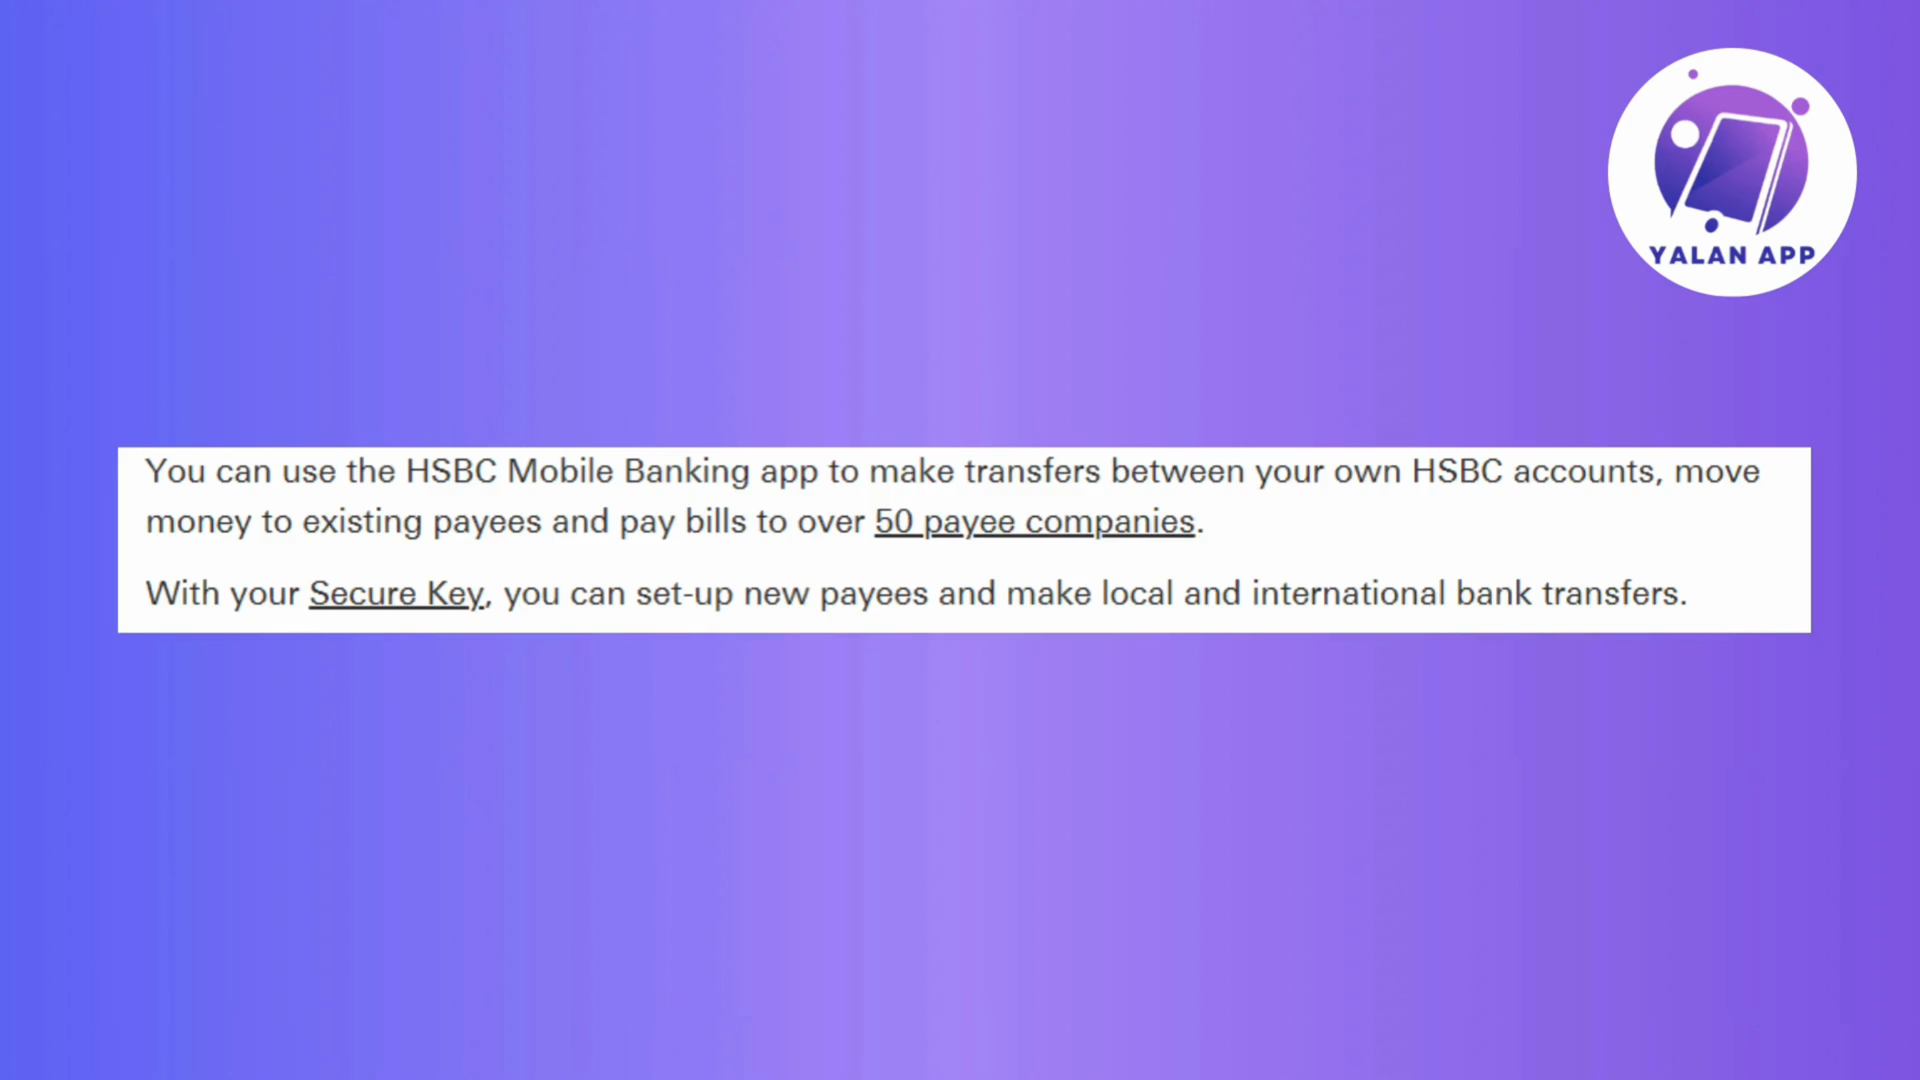 YALAN APP
You can use the HSBC Mobile Banking app to make transfers between your own HSBC accounts, move
money to existing payees and pay bills to over 50 payee companies.
With your Secure Key, you can set-up new payees and make local and international bank transfers.